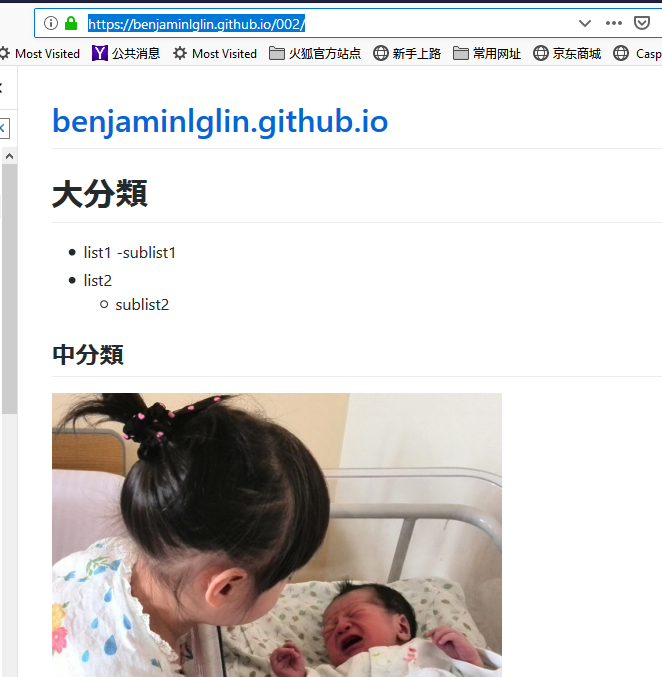 https://benjaminlglin.github.io/002/
Most Visited 公共消息 Most Visited 火狐官方站点 新手上路 常用网址 京东商城 Casp
benjaminlglin.github.io
大分類
list1 -sublist1
list2
sublist2
中分類